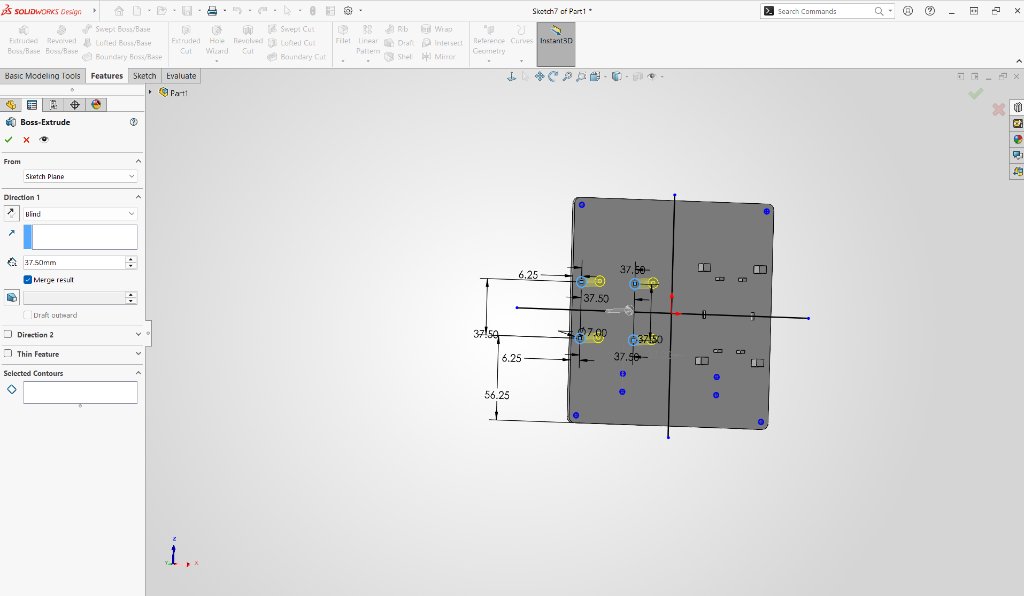 SOLIDWORKS Design
Sketch7 of Part1 *
Search Commands
Extruded Boss/Base
Revolved Boss/Base
Swept Boss/Base
Lofted Boss/Base
Boundary Boss/Base
Extruded Cut
Hole Wizard
Revolved Cut
Swept Cut
Lofted Cut
Boundary Cut
Fillet
Linear Pattern
Rib
Draft
Shell
Wrap
Intersect
Mirror
Reference Geometry
Curves
Instant3D
Basic Modeling Tools
Features
Sketch
Evaluate
Part1
Boss-Extrude
From
Sketch Plane
Direction 1
Blind
37.50mm
Merge result
Draft outward
Direction 2
Thin Feature
Selected Contours
6.25
37.50
37.50
37.50
7.00
37.50
6.25
37.50
56.25
Z
X